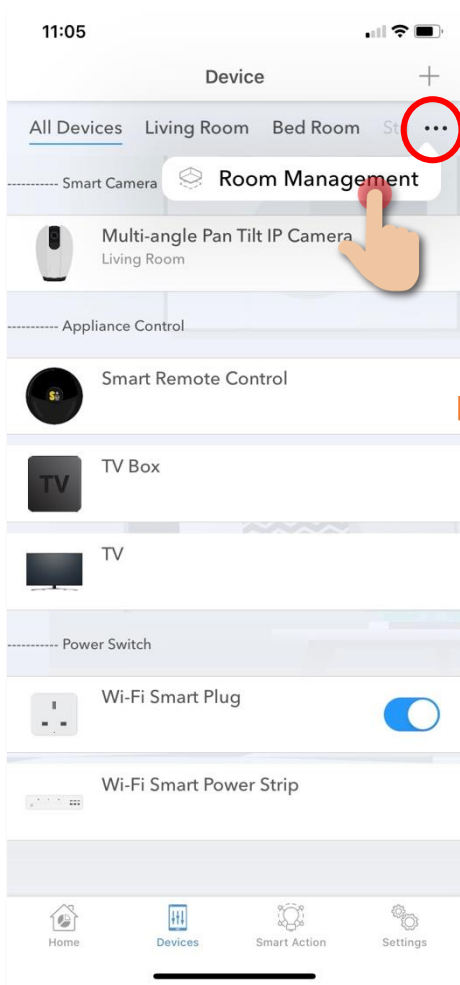 11:05
Device
All Devices Living Room Bed Room
Room Management
----------- Smart Camera
Multi-angle Pan Tilt IP Camera
Living Room
----------- Appliance Control
Smart Remote Control
TV
TV Box
TV
----------- Power Switch
Wi-Fi Smart Plug
Wi-Fi Smart Power Strip
Home Devices Smart Action Settings